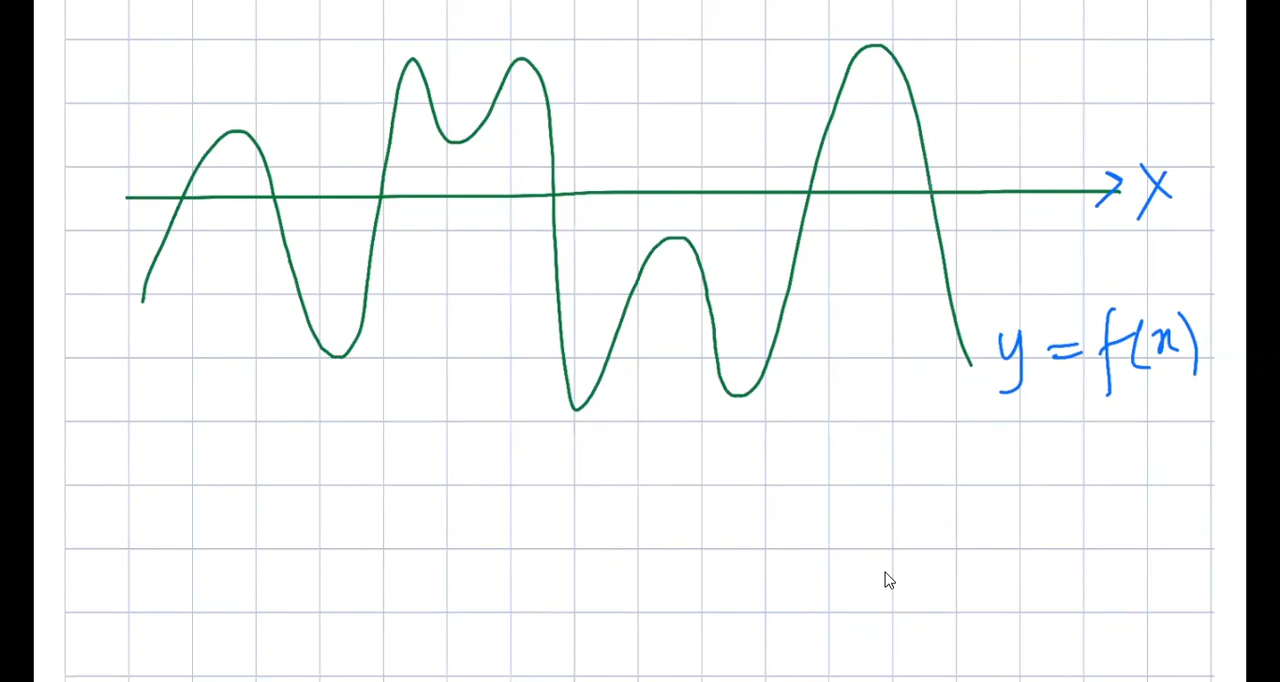 X
y = f(x)